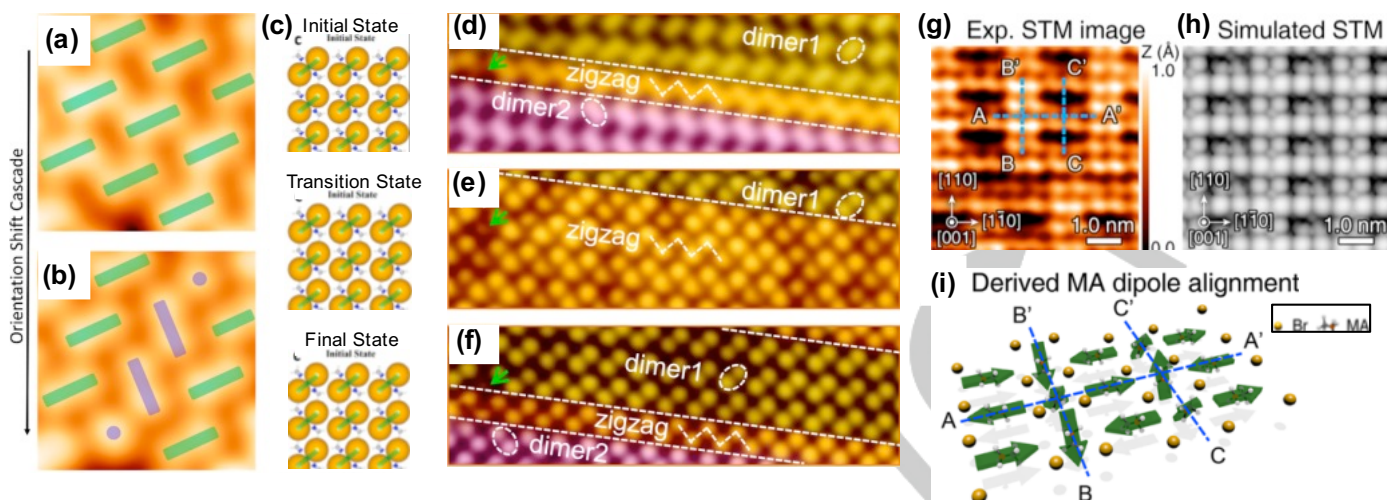 Orientation Shift Cascade
(a)
(b)
(c)
Initial State
Initial State
Transition State
Initial State
Final State
Initial State
(d)
dimer1
zigzag
dimer2
(e)
dimer1
zigzag
(f)
dimer1
zigzag
dimer2
(g)
Exp. STM image
Z (Å)
1.0
B' C'
A A'
B C
[110]
[11̄0]
[001]
1.0 nm
0.0
(h)
Simulated STM
[110]
[11̄0]
[001]
1.0 nm
(i) Derived MA dipole alignment
Br MA
B'
C'
A'
A
C
B